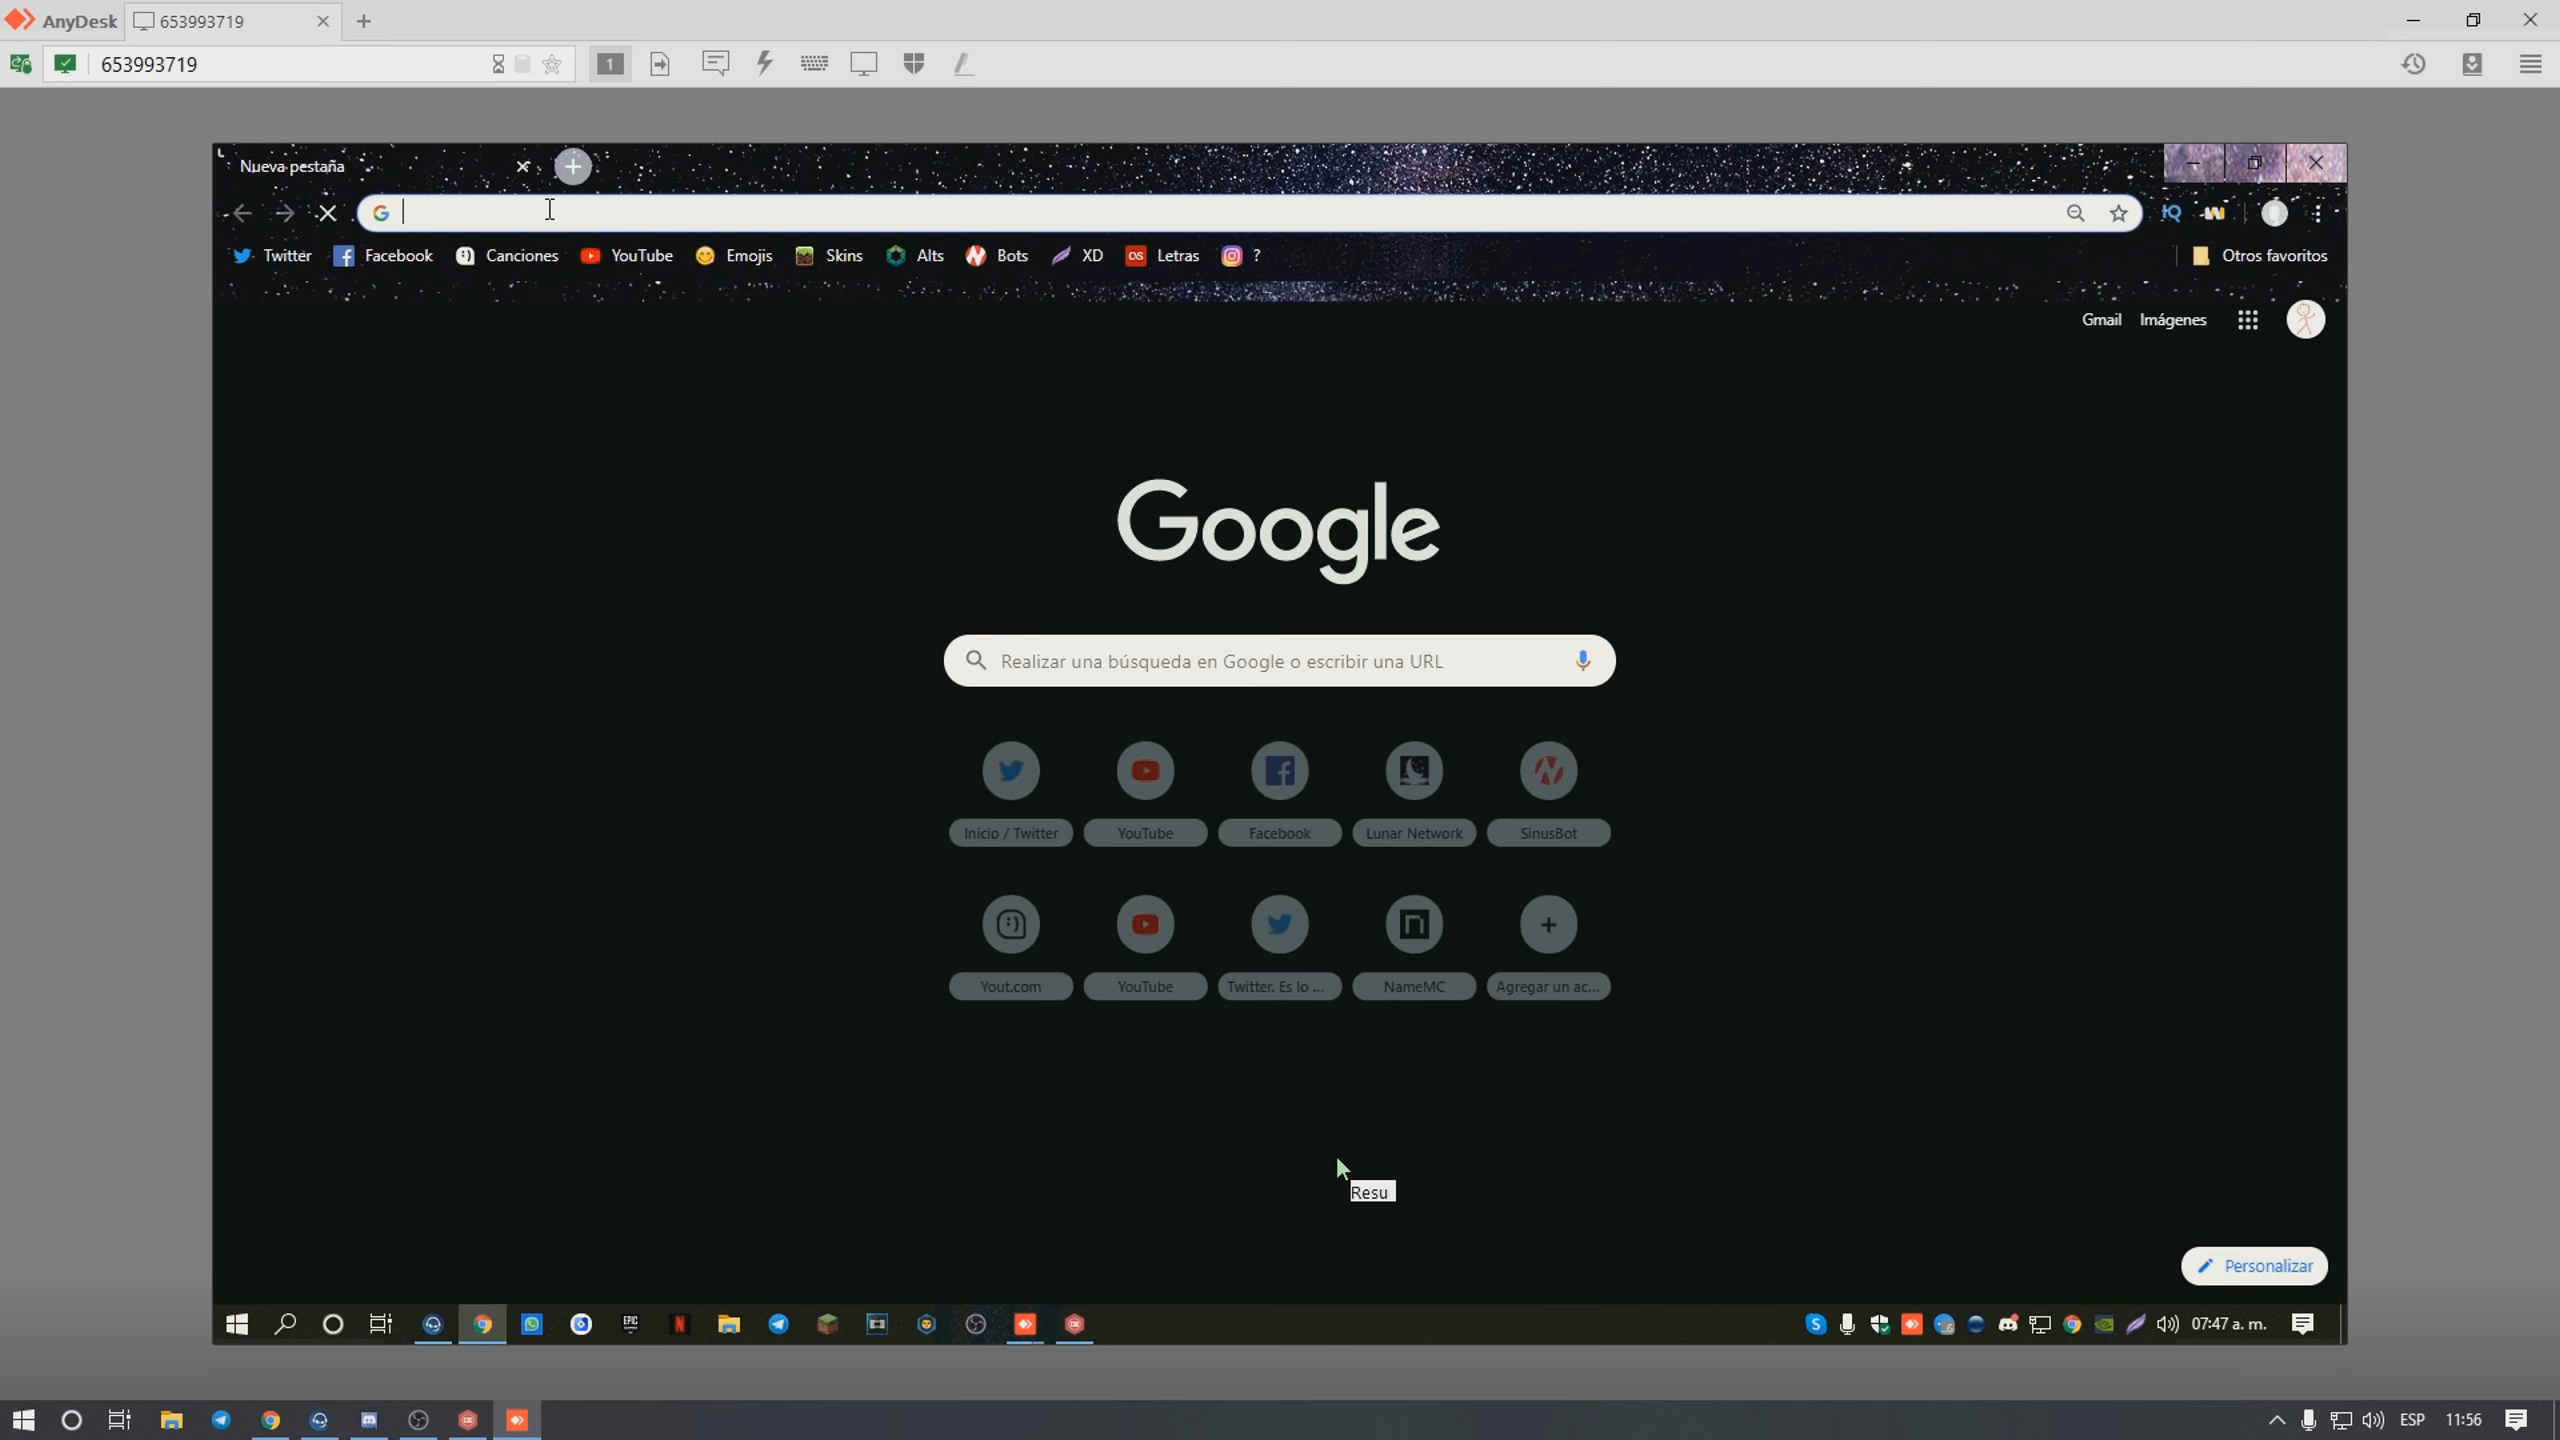 AnyDesk 653993719
653993719
1
Nueva pestaña
Twitter Facebook Canciones YouTube Emojis Skins Alts Bots XD Letras ? Otros favoritos
Gmail Imágenes
Google
Realizar una búsqueda en Google o escribir una URL
Inicio / Twitter YouTube Facebook Lunar Network SinusBot
Yout.com YouTube Twitter. Es lo ... NameMC Agregar un ac...
Resu
Personalizar
EPIC
07:47 a. m.
ESP 11:56